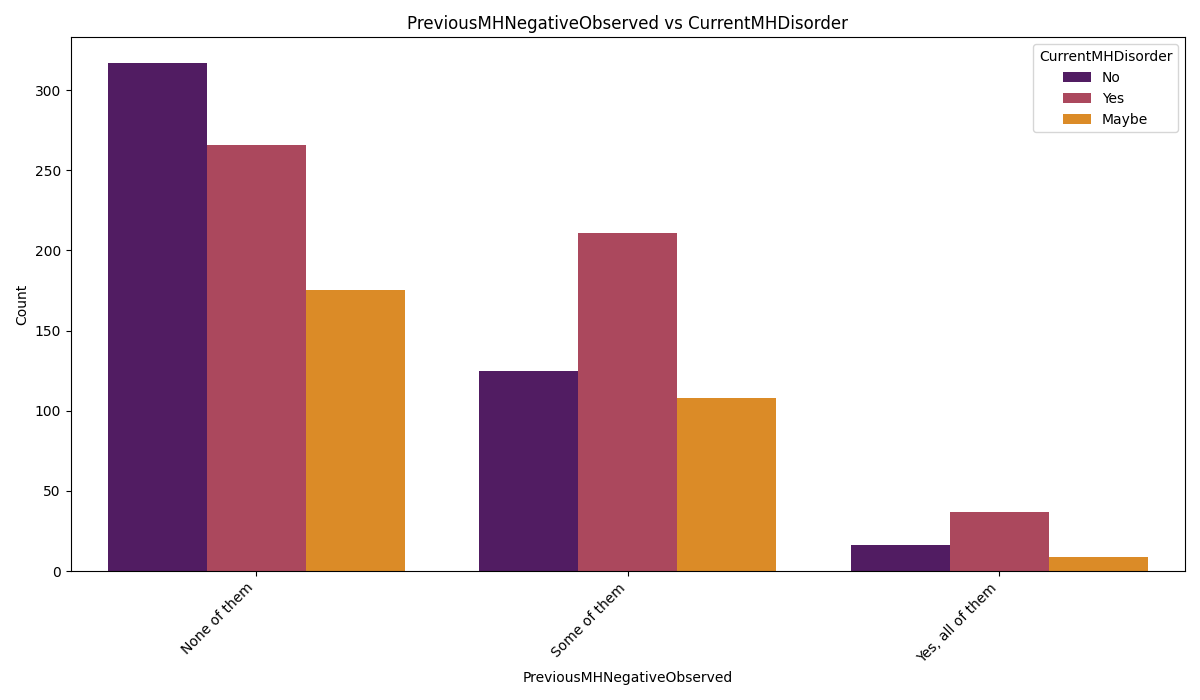 PreviousMHNegativeObserved vs CurrentMHDisorder
CurrentMHDisorder
No
Yes
Maybe
Count
300
250
200
150
100
50
0
None of them
Some of them
Yes, all of them
PreviousMHNegativeObserved